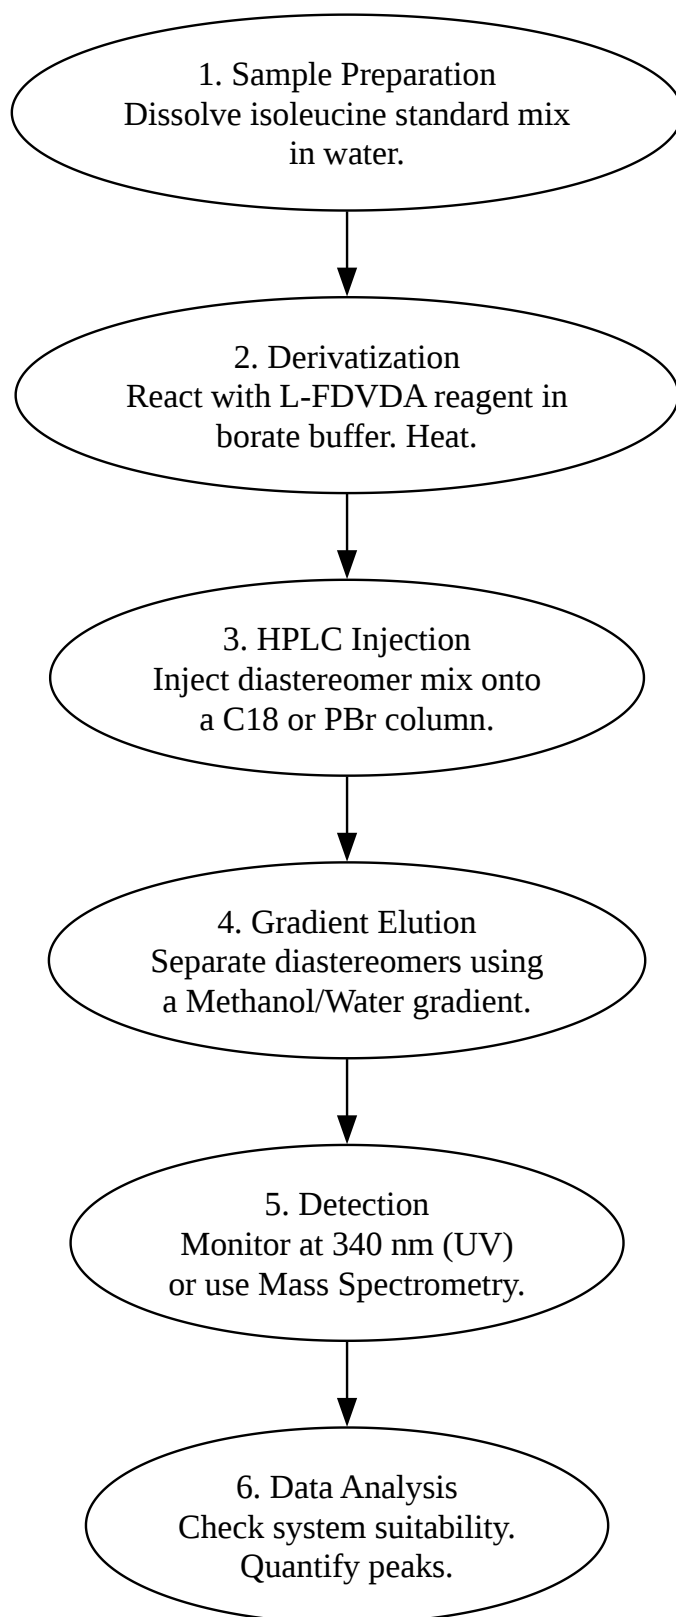 1. Sample Preparation
Dissolve isoleucine standard mix
in water.
2. Derivatization
React with L-FDVDA reagent in
borate buffer. Heat.
3. HPLC Injection
Inject diastereomer mix onto
a C18 or PBr column.
4. Gradient Elution
Separate diastereomers using
a Methanol/Water gradient.
5. Detection
Monitor at 340 nm (UV)
or use Mass Spectrometry.
6. Data Analysis
Check system suitability.
Quantify peaks.